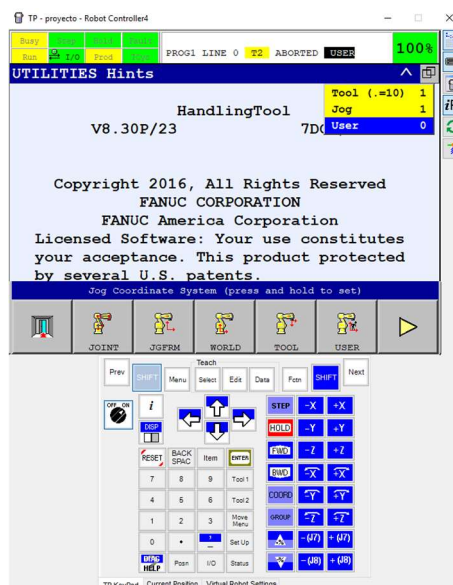 TP - proyecto - Robot Controller4
Busy Step Hold Fault
Run I/O Prod TCyc
PROG1 LINE 0 T2 ABORTED USER
100%
UTILITIES Hints
Tool (.=10) 1
Jog 1
User 0
HandlingTool
V8.30P/23 7DC
Copyright 2016, All Rights Reserved
FANUC CORPORATION
FANUC America Corporation
Licensed Software: Your use constitutes
your acceptance. This product protected
by several U.S. patents.
Jog Coordinate System (press and hold to set)
JOINT JGFRM WORLD TOOL USER
Teach
Prev SHIFT Menu Select Edit Data Fctn SHIFT Next
OFF ON i STEP -X +X
DISP HOLD -Y +Y
RESET BACK SPAC Item ENTER FWD -Z +Z
7 8 9 Tool 1 BWD -X +X
4 5 6 Tool 2 COORD -Y +Y
1 2 3 Move Menu GROUP -Z +Z
0 . , - Set Up - (J7) + (J7)
DIAG HELP Posn I/O Status - (J8) + (J8)
TP KeyPad Current Position Virtual Robot Settings